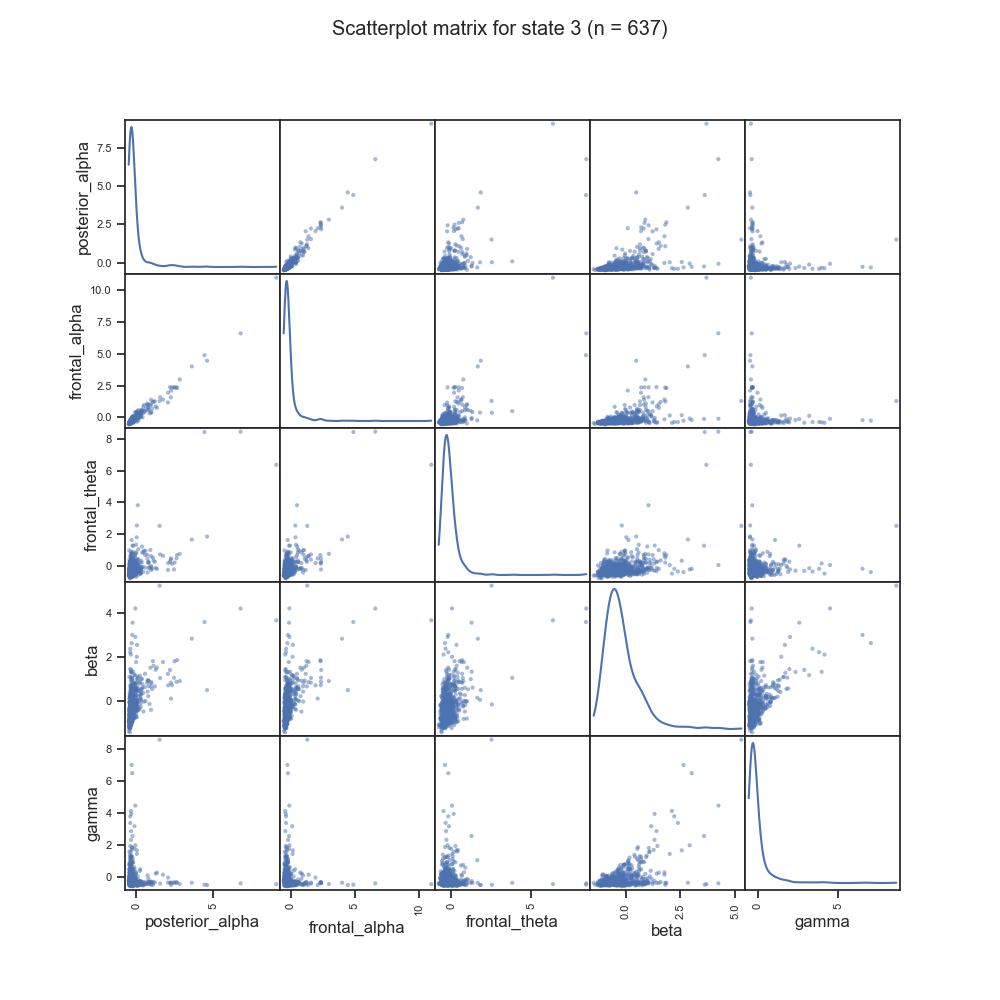 Scatterplot matrix for state 3 (n = 637)
posterior_alpha
7.5
5.0
2.5
0.0
frontal_alpha
10.0
7.5
5.0
2.5
0.0
frontal_theta
8
6
4
2
0
beta
4
2
0
gamma
8
6
4
2
0
0 5 0 5 10 0 5 0.0 2.5 5.0 0 5
posterior_alpha frontal_alpha frontal_theta beta gamma